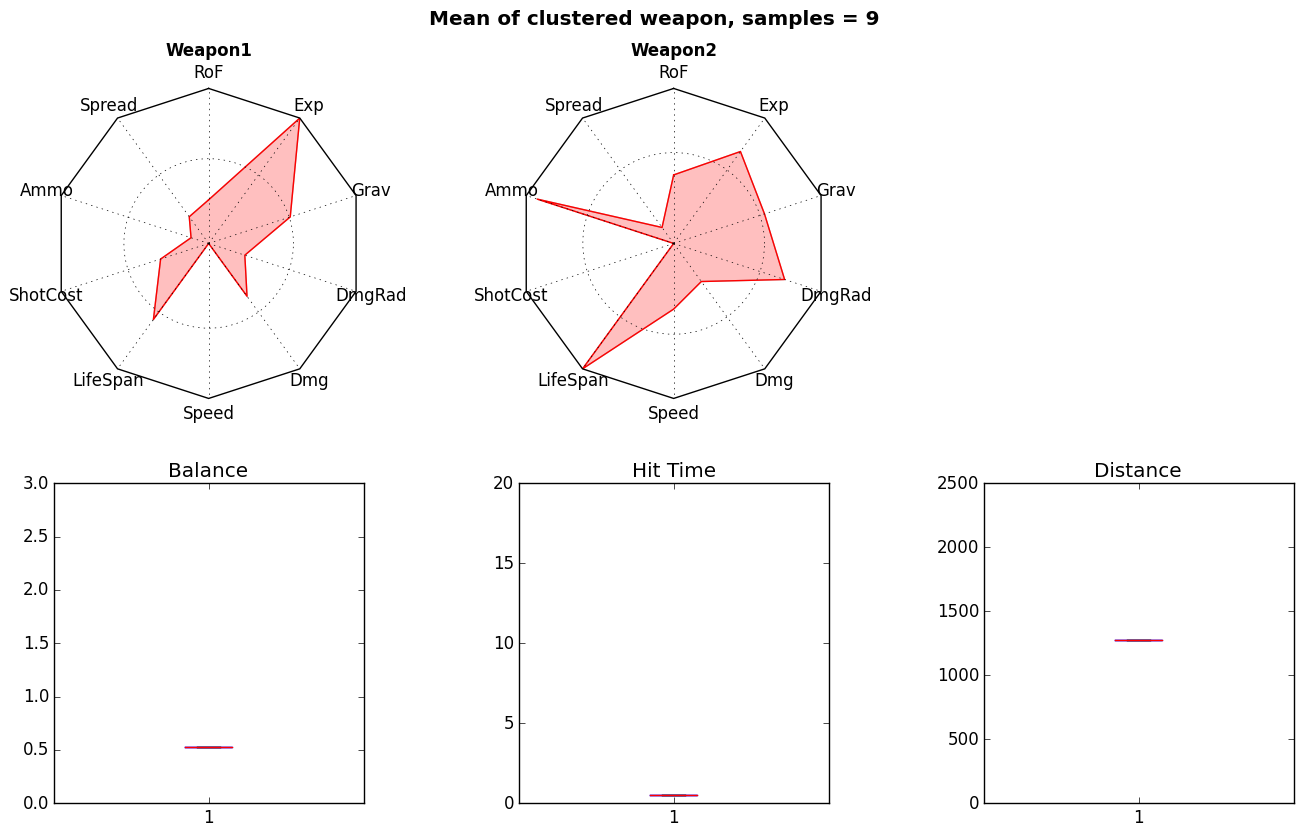 Mean of clustered weapon, samples = 9
Weapon1
RoF
Spread
Exp
Ammo
Grav
ShotCost
DmgRad
LifeSpan
Dmg
Speed
Weapon2
RoF
Spread
Exp
Ammo
Grav
ShotCost
DmgRad
LifeSpan
Dmg
Speed
Balance
3.0
2.5
2.0
1.5
1.0
0.5
0.0
1
Hit Time
20
15
10
5
0
1
Distance
2500
2000
1500
1000
500
0
1